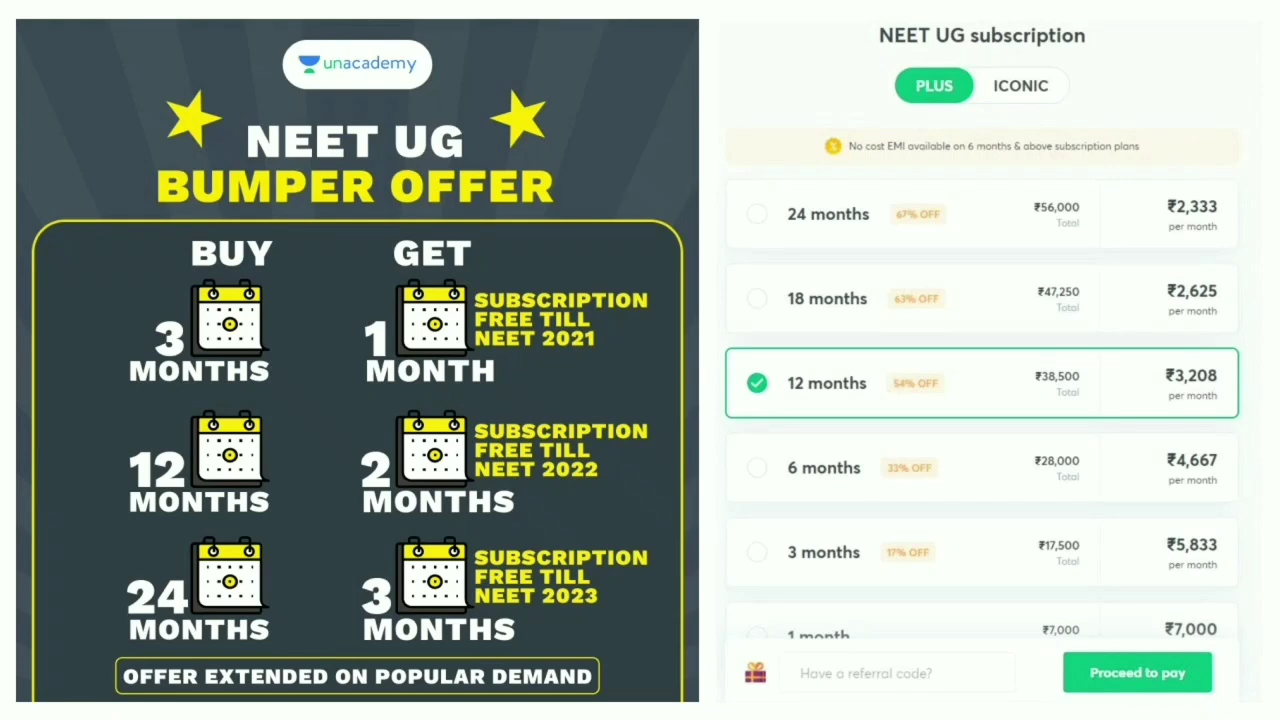 unacademy
NEET UG
BUMPER OFFER
BUY
GET
3
MONTHS
1
MONTH
SUBSCRIPTION
FREE TILL
NEET 2021
12
MONTHS
2
MONTHS
SUBSCRIPTION
FREE TILL
NEET 2022
24
MONTHS
3
MONTHS
SUBSCRIPTION
FREE TILL
NEET 2023
OFFER EXTENDED ON POPULAR DEMAND
NEET UG subscription
PLUS ICONIC
No cost EMI available on 6 months & above subscription plans
24 months 67% OFF ₹56,000 ₹2,333
Total per month
18 months 63% OFF ₹47,250 ₹2,625
Total per month
12 months 54% OFF ₹38,500 ₹3,208
Total per month
6 months 33% OFF ₹28,000 ₹4,667
Total per month
3 months 17% OFF ₹17,500 ₹5,833
Total per month
1 month ₹7,000 ₹7,000
Have a referral code? Proceed to pay